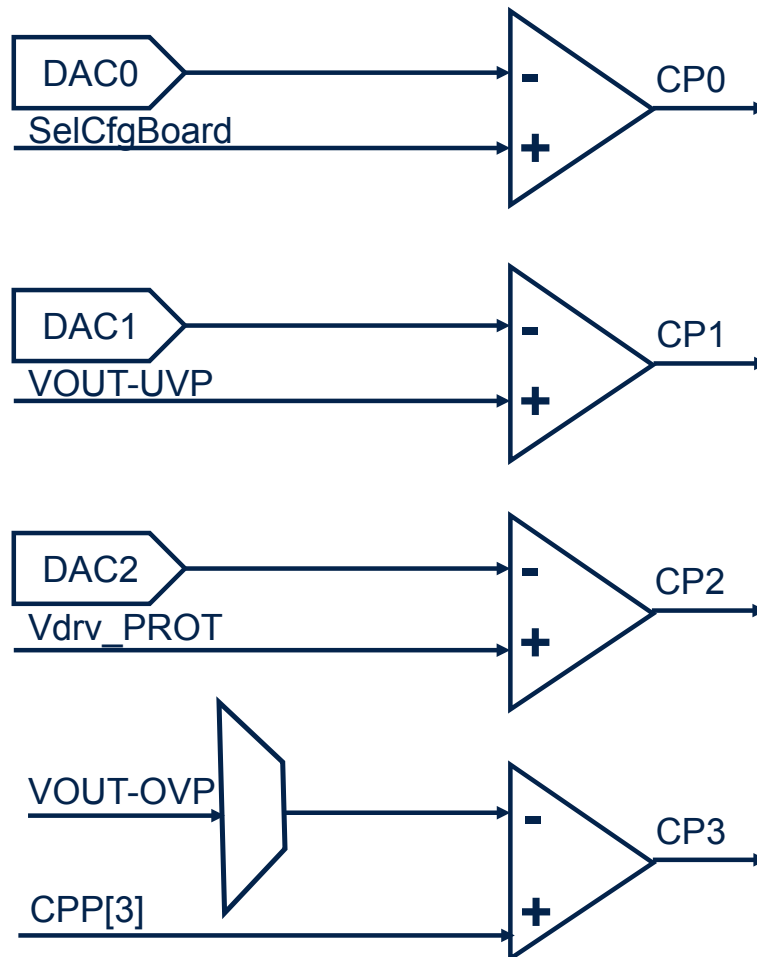 DAC0
-
CP0
SelCfgBoard
+
DAC1
-
CP1
VOUT-UVP
+
DAC2
-
CP2
Vdrv_PROT
+
VOUT-OVP
-
CP3
CPP[3]
+